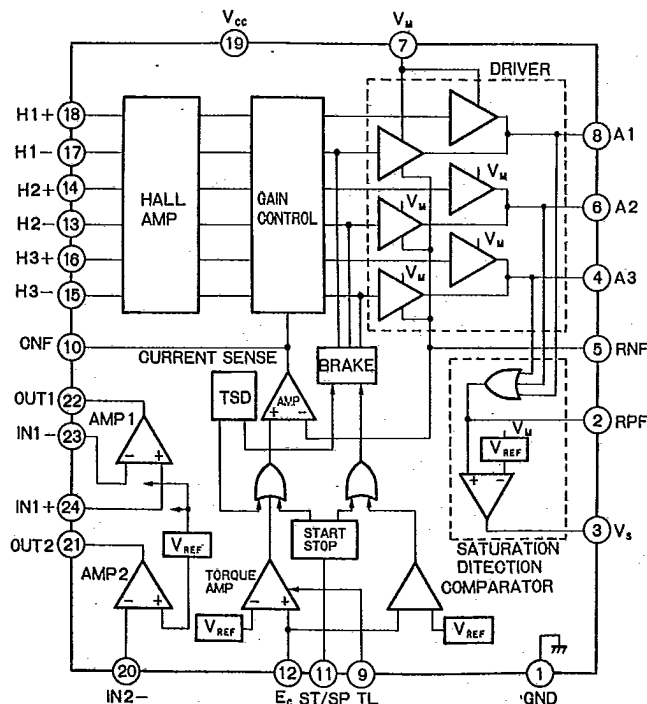 VCC
VM
19
7
DRIVER
H1+ 18
8 A1
H1- 17
H2+ 14
HALL AMP
GAIN CONTROL
VM
6 A2
H2- 13
VM
H3+ 16
VM
4 A3
H3- 15
VM
CNF 10
CURRENT SENSE
5 RNF
BRAKE
OUT1 22
TSD
AMP
+ -
AMP1
2 RPF
IN1- 23
- +
VM
VREF
+ -
IN1+ 24
START STOP
3 VS
OUT2 21
VREF
SATURATION
DITECTION
COMPARATOR
AMP2
TORQUE AMP
- +
- +
VREF
VREF
20
12
11
9
1
IN2-
EC
ST/SP
TL
GND